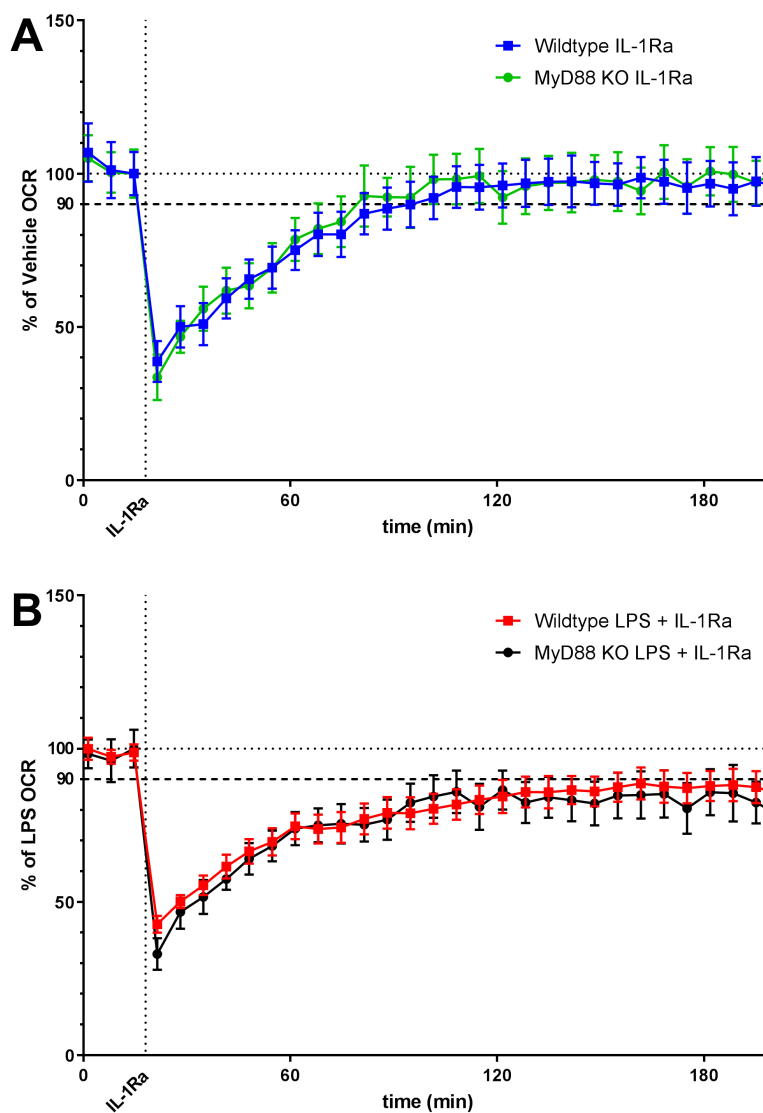 A
150
Wildtype IL-1Ra
MyD88 KO IL-1Ra
100
90
% of Vehicle OCR
50
0
0
60
120
180
IL-1Ra
time (min)
B
150
Wildtype LPS + IL-1Ra
MyD88 KO LPS + IL-1Ra
100
90
% of LPS OCR
50
0
0
60
120
180
IL-1Ra
time (min)